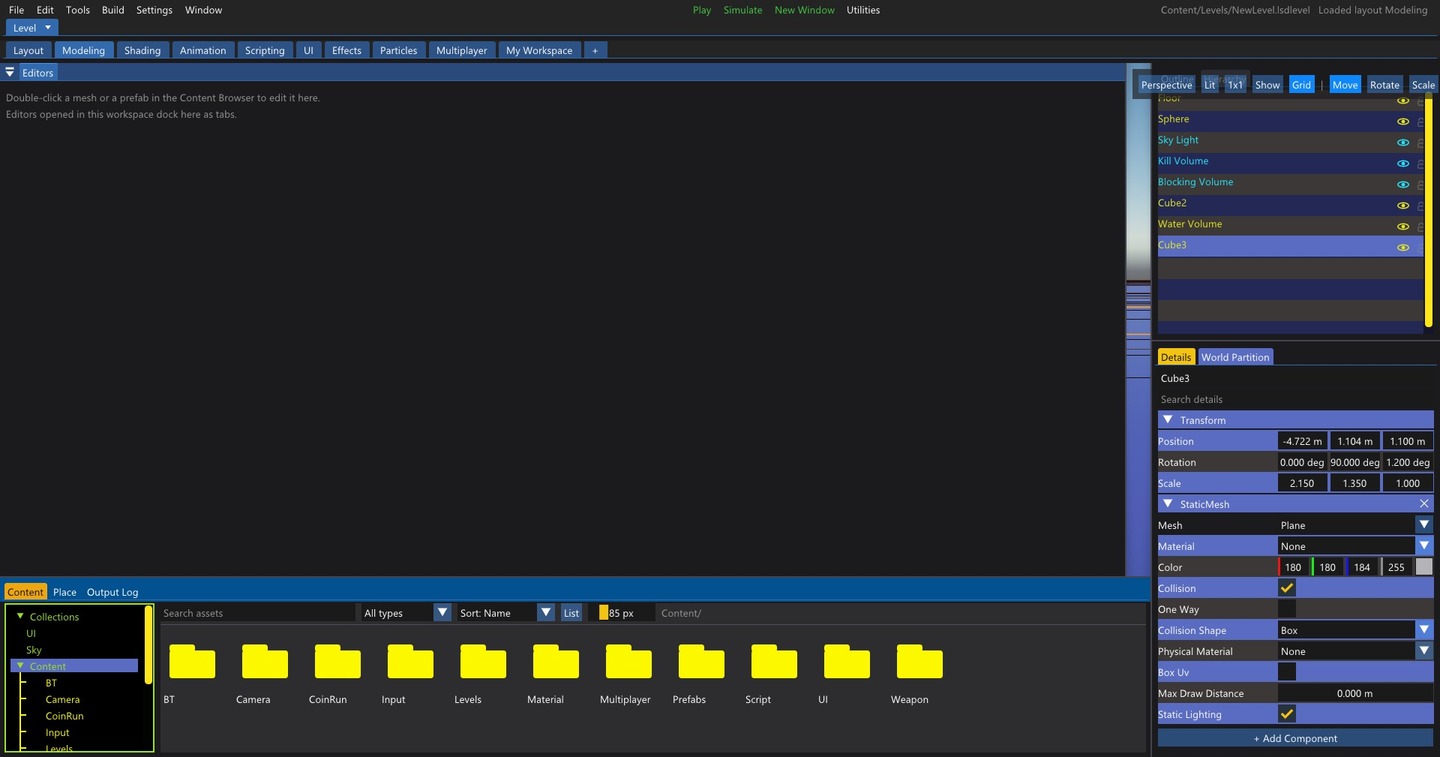 File Edit Tools Build Settings Window Play Simulate New Window Utilities Content/Levels/NewLevel.lsdlevel Loaded layout Modeling
Level
Layout Modeling Shading Animation Scripting UI Effects Particles Multiplayer My Workspace +
Editors
Double-click a mesh or a prefab in the Content Browser to edit it here.
Editors opened in this workspace dock here as tabs.
Outline Hierarchy
Perspective Lit 1x1 Show Grid | Move Rotate Scale
Floor
Sphere
Sky Light
Kill Volume
Blocking Volume
Cube2
Water Volume
Cube3
Details World Partition
Cube3
Search details
Transform
Position -4.722 m 1.104 m 1.100 m
Rotation 0.000 deg 90.000 deg 1.200 deg
Scale 2.150 1.350 1.000
StaticMesh
Mesh Plane
Material None
Color 180 180 184 255
Collision
One Way
Collision Shape Box
Physical Material None
Box Uv
Max Draw Distance 0.000 m
Static Lighting
+ Add Component
Content Place Output Log
Collections
UI
Sky
Content
BT
Camera
CoinRun
Input
Levels
Search assets All types Sort: Name List 85 px Content/
BT Camera CoinRun Input Levels Material Multiplayer Prefabs Script UI Weapon